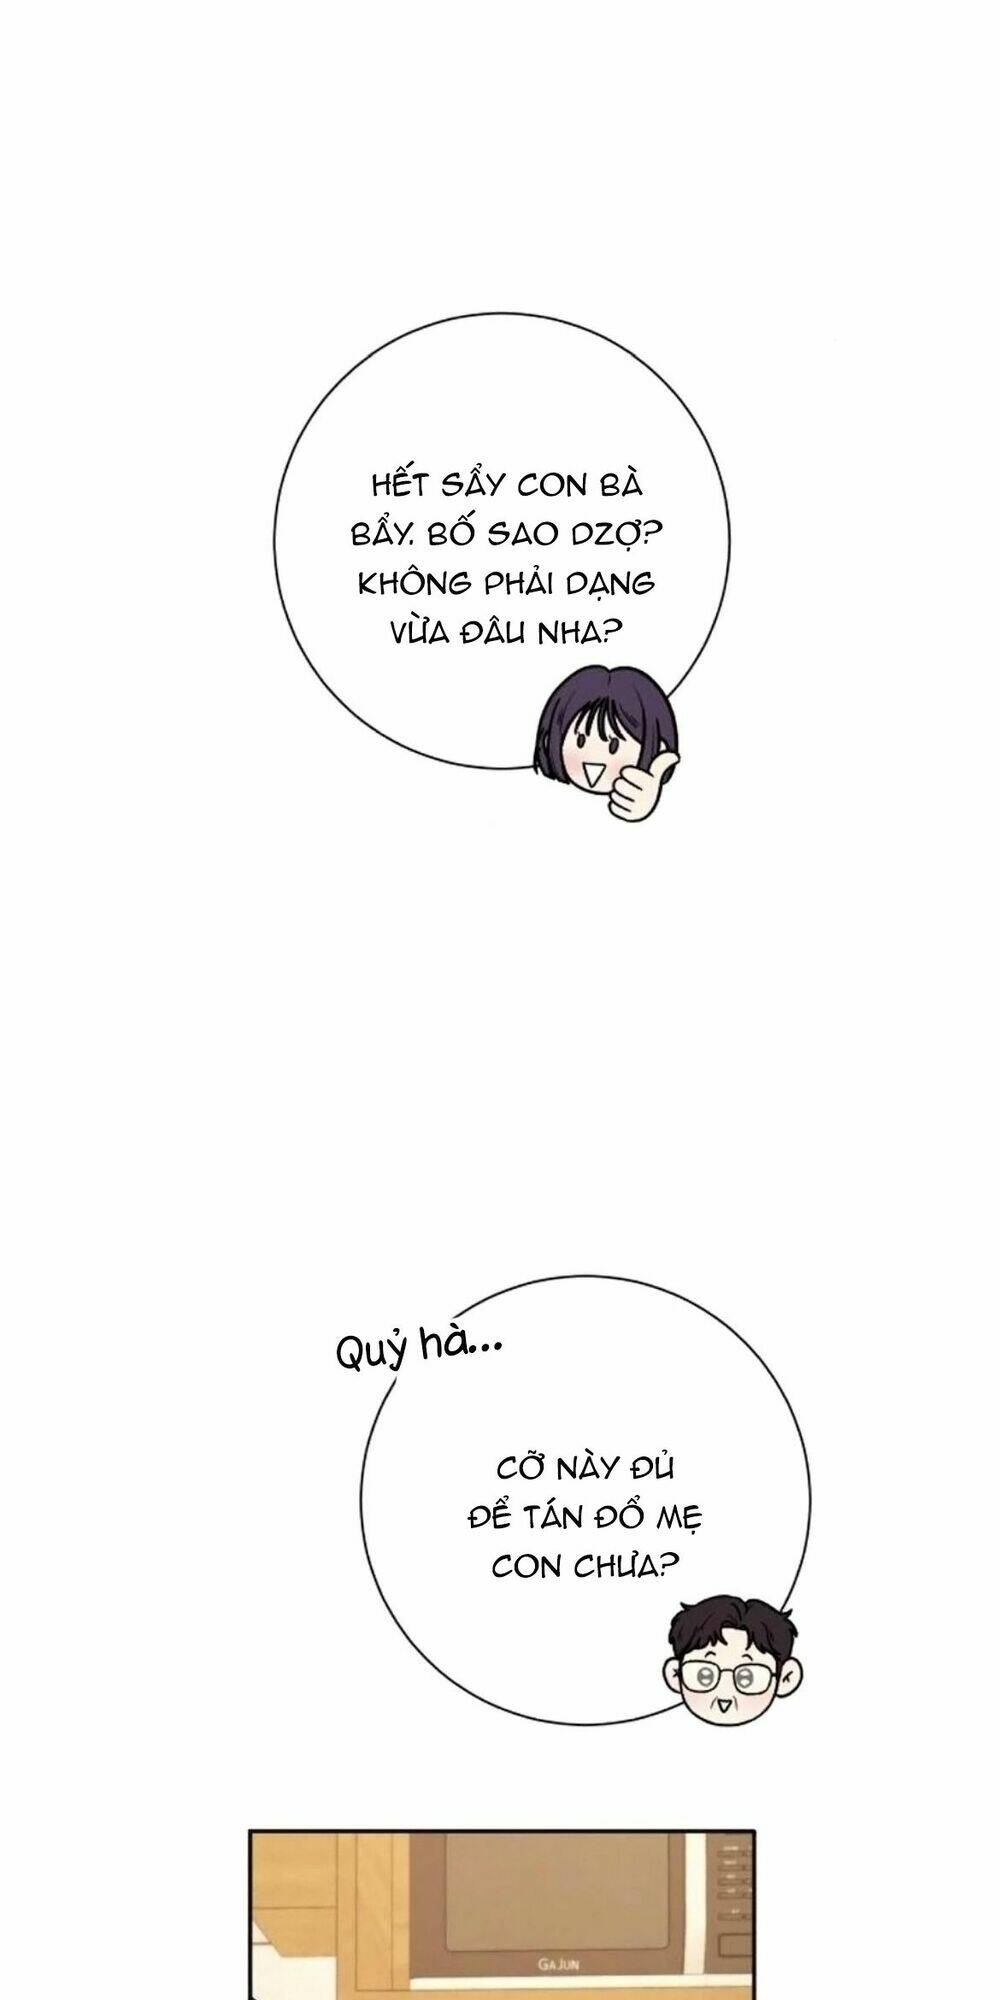 HẾT SẨY CON BÀ
BẨY. BỐ SAO DZỢ?
KHÔNG PHẢI DẠNG
VỪA ĐÂU NHA?
Quỷ hà...
CỠ NÀY ĐỦ
ĐỂ TÁN ĐỔ MẸ
CON CHƯA?
GAJUN